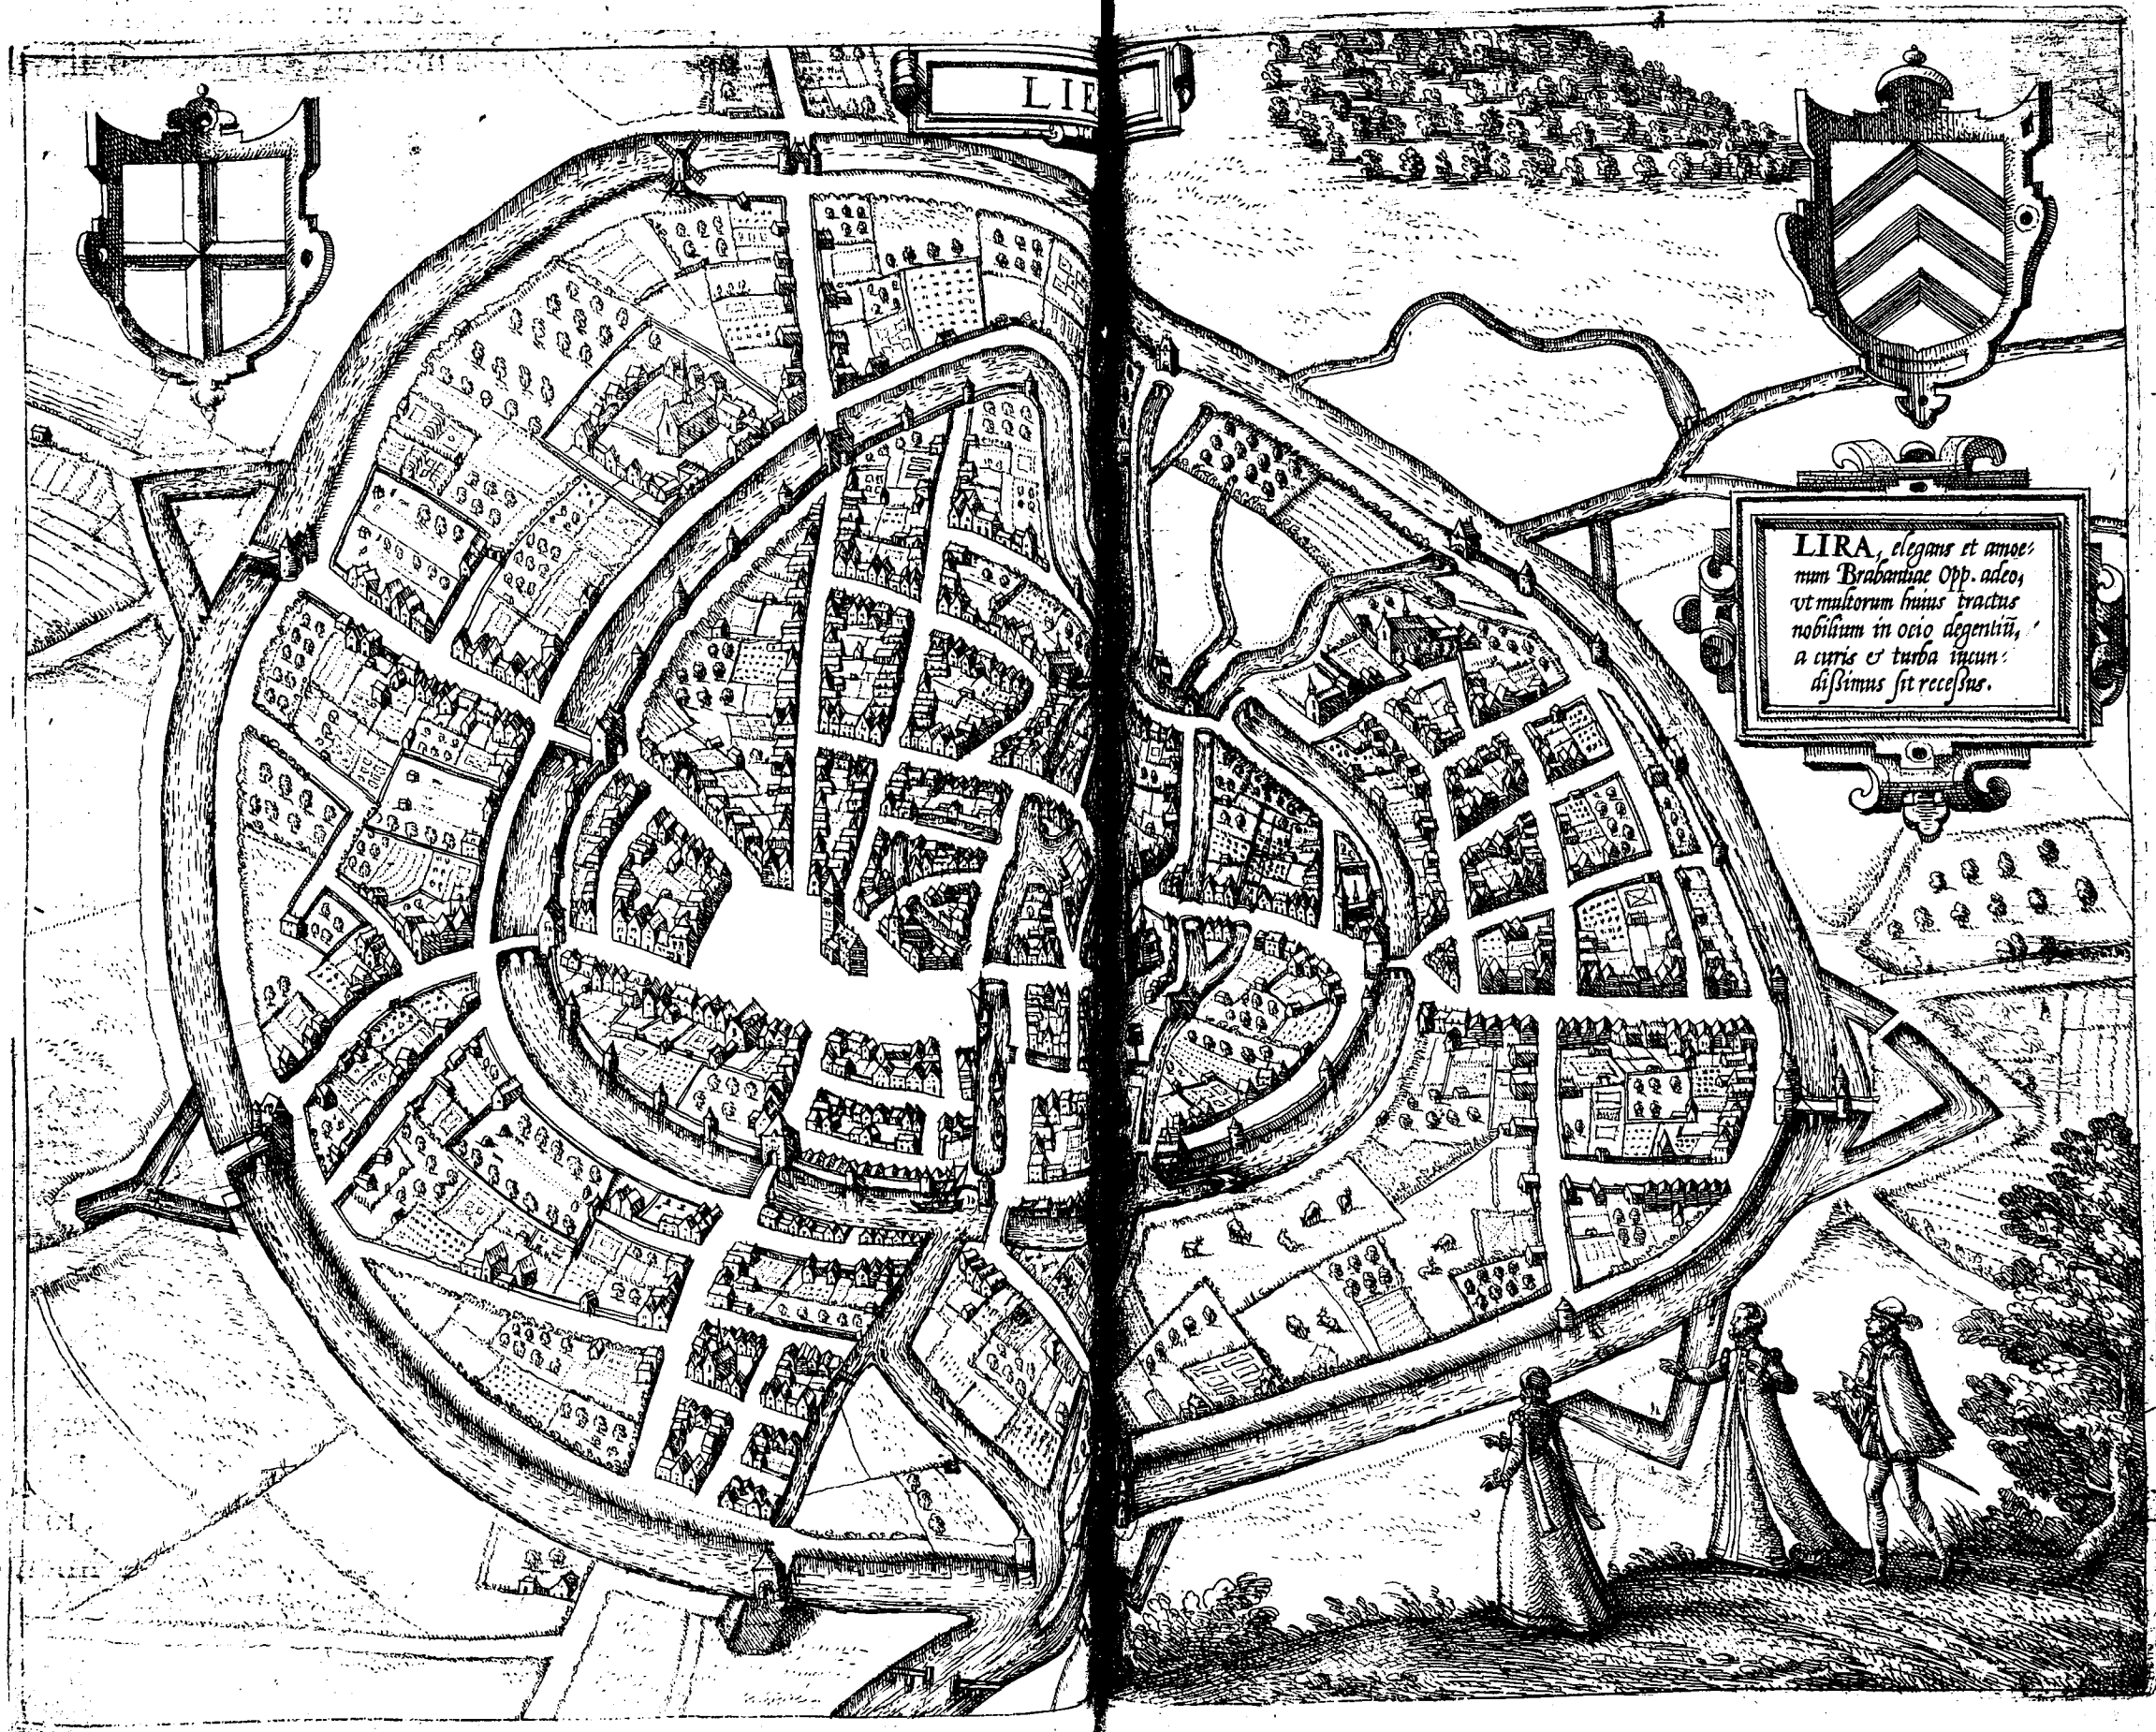 LIE
LIRA, elegans et amoe:
num Brabantiae Opp. adeo,
vt multorum huius tractus
nobilium in ocio degentiū,
a curis & turba iucun:
dißimus sit receßus.